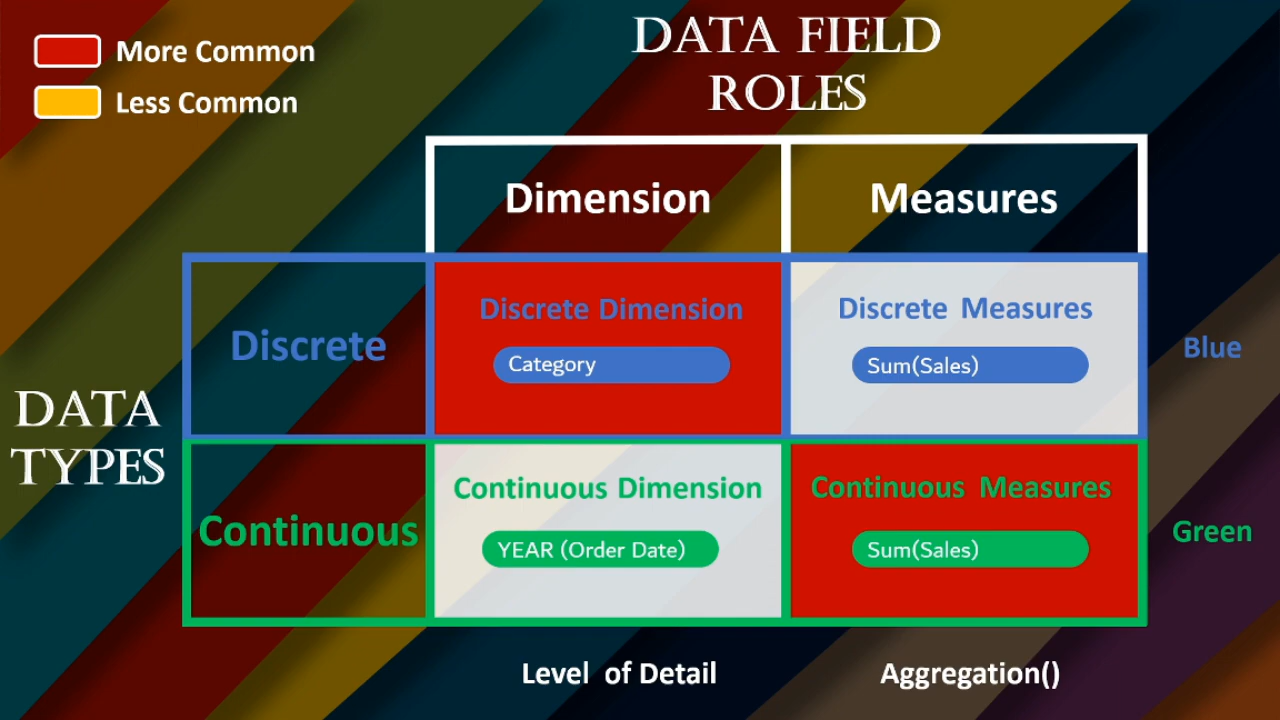 More Common
Less Common
DATA FIELD
ROLES
Dimension
Measures
Discrete
Discrete Dimension
Category
Discrete Measures
Sum(Sales)
Blue
DATA
TYPES
Continuous
Continuous Dimension
YEAR (Order Date)
Continuous Measures
Sum(Sales)
Green
Level of Detail
Aggregation()